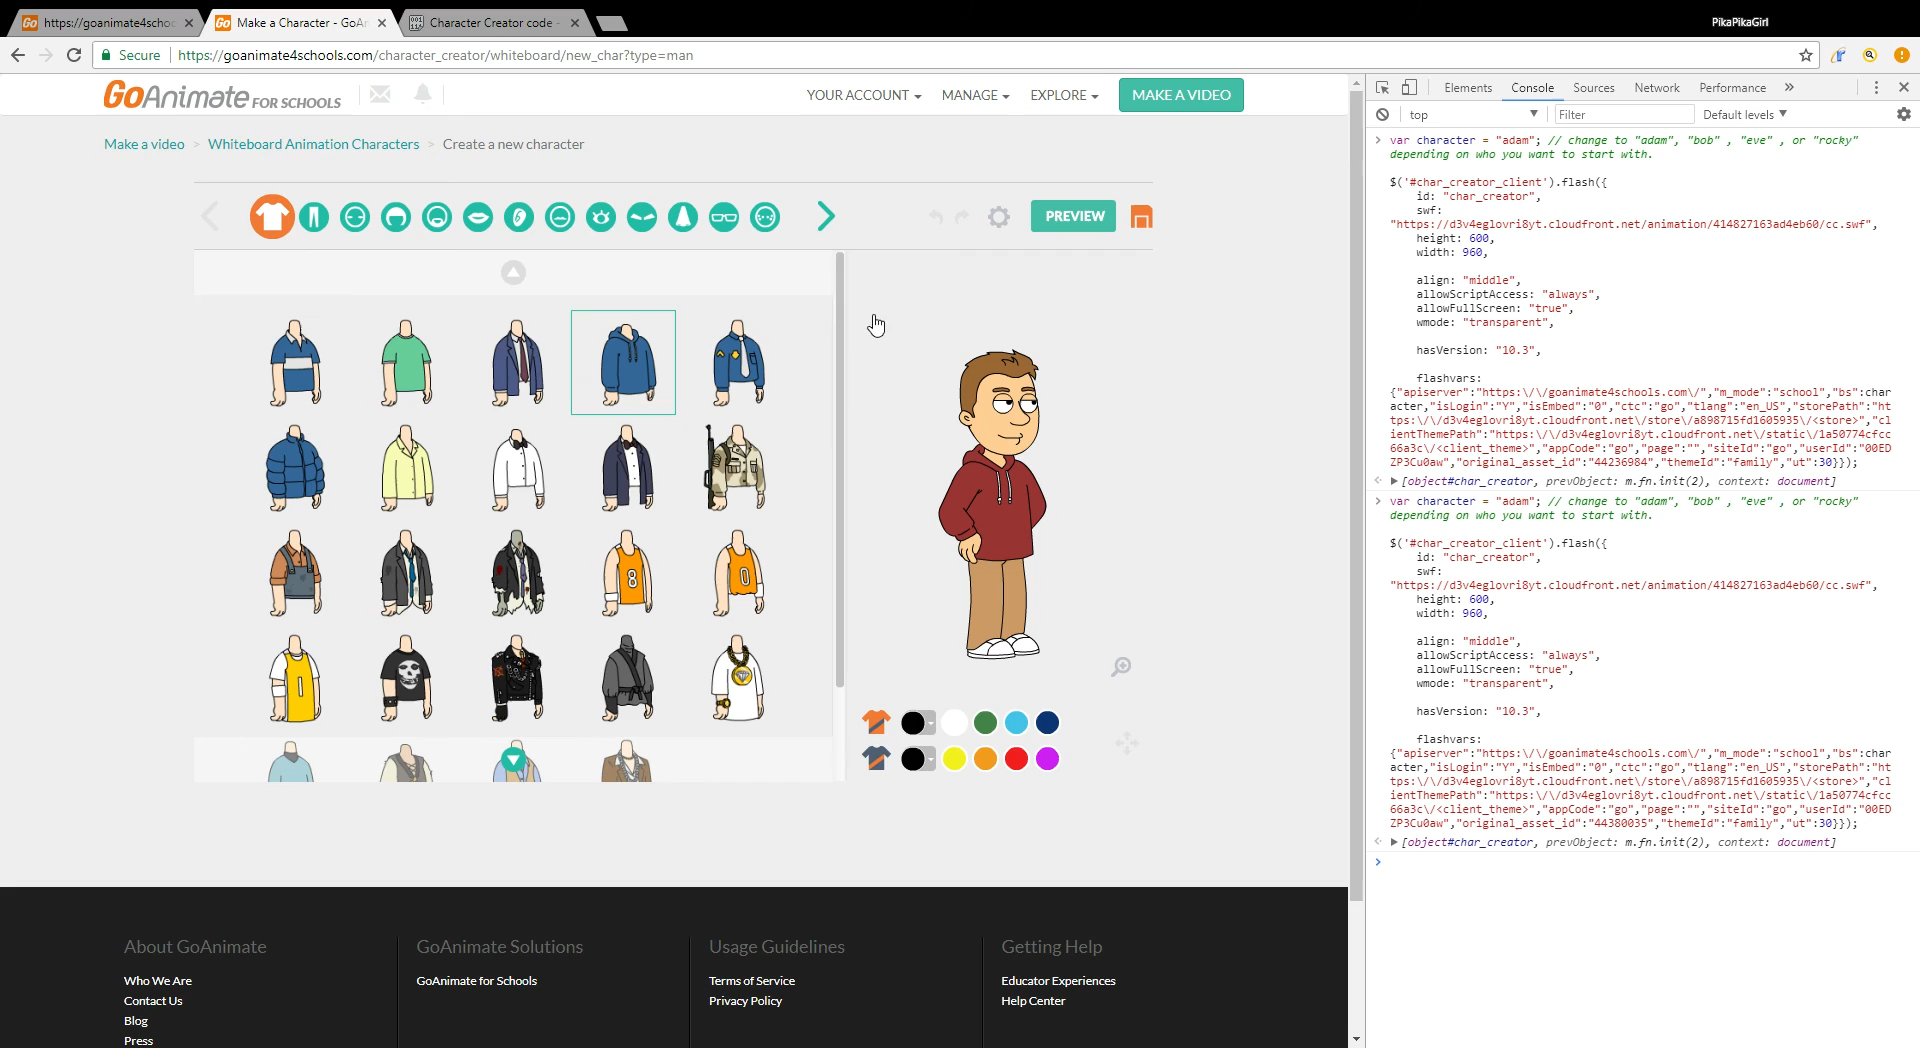 https://goanimate4schoc
Make a Character - GoAn
Character Creator code -
PikaPikaGirl
Secure
https://goanimate4schools.com/character_creator/whiteboard/new_char?type=man
GoAnimate FOR SCHOOLS
YOUR ACCOUNT
MANAGE
EXPLORE
MAKE A VIDEO
Make a video > Whiteboard Animation Characters > Create a new character
PREVIEW
8
0
1
Elements
Console
Sources
Network
Performance
»
top
Filter
Default levels
var character = "adam"; // change to "adam", "bob" , "eve" , or "rocky"
depending on who you want to start with.
$('#char_creator_client').flash({
id: "char_creator",
swf:
"https://d3v4eglovri8yt.cloudfront.net/animation/414827163ad4eb60/cc.swf",
height: 600,
width: 960,
align: "middle",
allowScriptAccess: "always",
allowFullScreen: "true",
wmode: "transparent",
hasVersion: "10.3",
flashvars:
{"apiserver":"https:\/\/goanimate4schools.com\/","m_mode":"school","bs":char
acter,"isLogin":"Y","isEmbed":"0","ctc":"go","tlang":"en_US","storePath":"ht
tps:\/\/d3v4eglovri8yt.cloudfront.net\/store\/a898715fd1605935\/<store>","cl
ientThemePath":"https:\/\/d3v4eglovri8yt.cloudfront.net\/static\/1a50774cfcc
66a3c\/<client_theme>","appCode":"go","page":"","siteId":"go","userId":"00ED
ZP3Cu0aw","original_asset_id":"44236984","themeId":"family","ut":30}});
[object#char_creator, prevObject: m.fn.init(2), context: document]
var character = "adam"; // change to "adam", "bob" , "eve" , or "rocky"
depending on who you want to start with.
$('#char_creator_client').flash({
id: "char_creator",
swf:
"https://d3v4eglovri8yt.cloudfront.net/animation/414827163ad4eb60/cc.swf",
height: 600,
width: 960,
align: "middle",
allowScriptAccess: "always",
allowFullScreen: "true",
wmode: "transparent",
hasVersion: "10.3",
flashvars:
{"apiserver":"https:\/\/goanimate4schools.com\/","m_mode":"school","bs":char
acter,"isLogin":"Y","isEmbed":"0","ctc":"go","tlang":"en_US","storePath":"ht
tps:\/\/d3v4eglovri8yt.cloudfront.net\/store\/a898715fd1605935\/<store>","cl
ientThemePath":"https:\/\/d3v4eglovri8yt.cloudfront.net\/static\/1a50774cfcc
66a3c\/<client_theme>","appCode":"go","page":"","siteId":"go","userId":"00ED
ZP3Cu0aw","original_asset_id":"44380035","themeId":"family","ut":30}});
[object#char_creator, prevObject: m.fn.init(2), context: document]
About GoAnimate
Who We Are
Contact Us
Blog
Press
GoAnimate Solutions
GoAnimate for Schools
Usage Guidelines
Terms of Service
Privacy Policy
Getting Help
Educator Experiences
Help Center